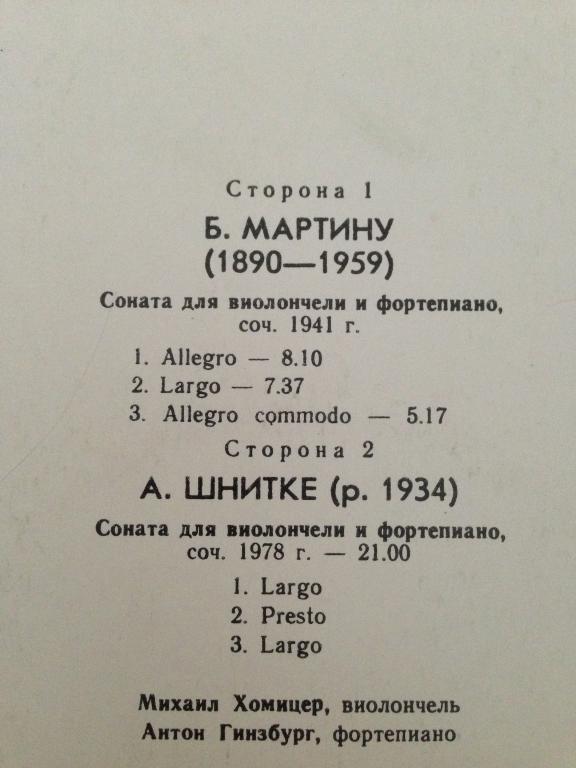 Сторона 1
Б. МАРТИНУ
(1890—1959)
Соната для виолончели и фортепиано,
соч. 1941 г.
1. Allegro — 8.10
2. Largo — 7.37
3. Allegro commodo — 5.17
Сторона 2
А. ШНИТКЕ (р. 1934)
Соната для виолончели и фортепиано,
соч. 1978 г. — 21.00
1. Largo
2. Presto
3. Largo
Михаил Хомицер, виолончель
Антон Гинзбург, фортепиано